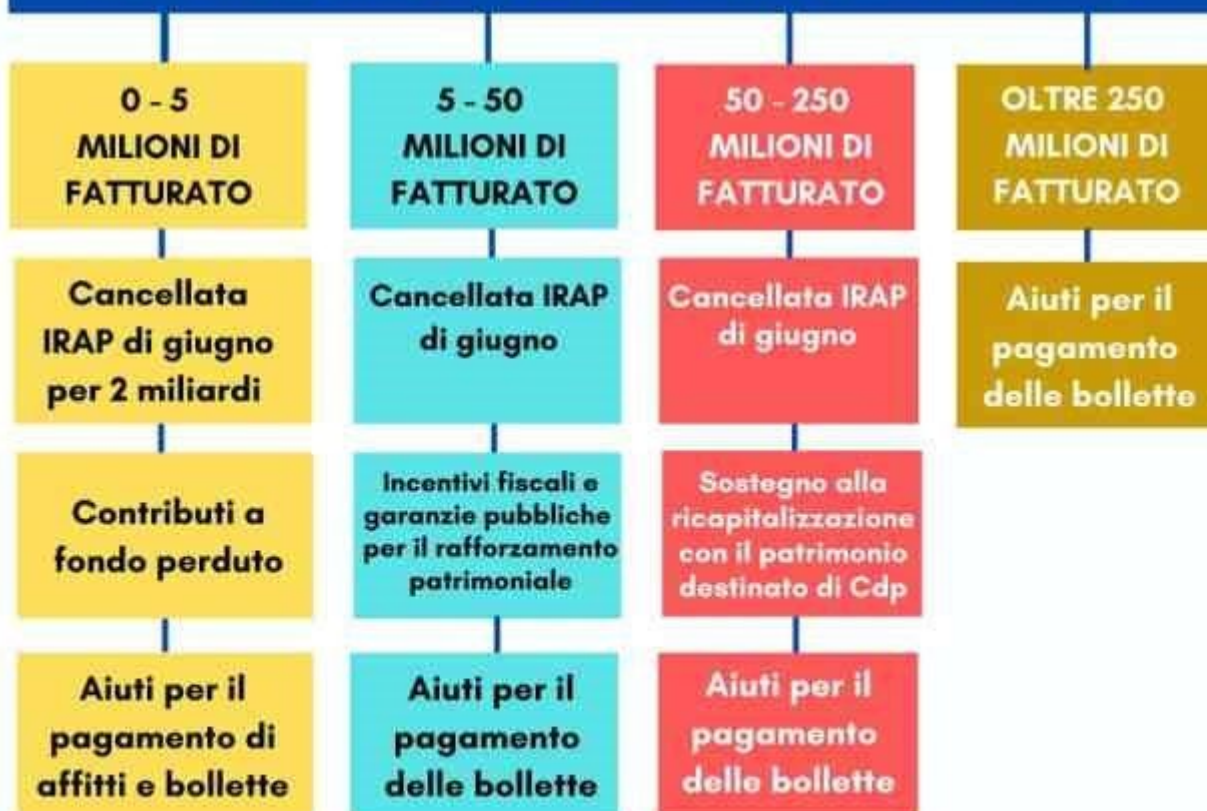 0 - 5
MILIONI DI
FATTURATO
Cancellata
IRAP di giugno
per 2 miliardi
Contributi a
fondo perduto
Aiuti per il
pagamento di
affitti e bollette
5 - 50
MILIONI DI
FATTURATO
Cancellata IRAP
di giugno
Incentivi fiscali e
garanzie pubbliche
per il rafforzamento
patrimoniale
Aiuti per il
pagamento
delle bollette
50 - 250
MILIONI DI
FATTURATO
Cancellata IRAP
di giugno
Sostegno alla
ricapitalizzazione
con il patrimonio
destinato di Cdp
Aiuti per il
pagamento
delle bollette
OLTRE 250
MILIONI DI
FATTURATO
Aiuti per il
pagamento
delle bollette